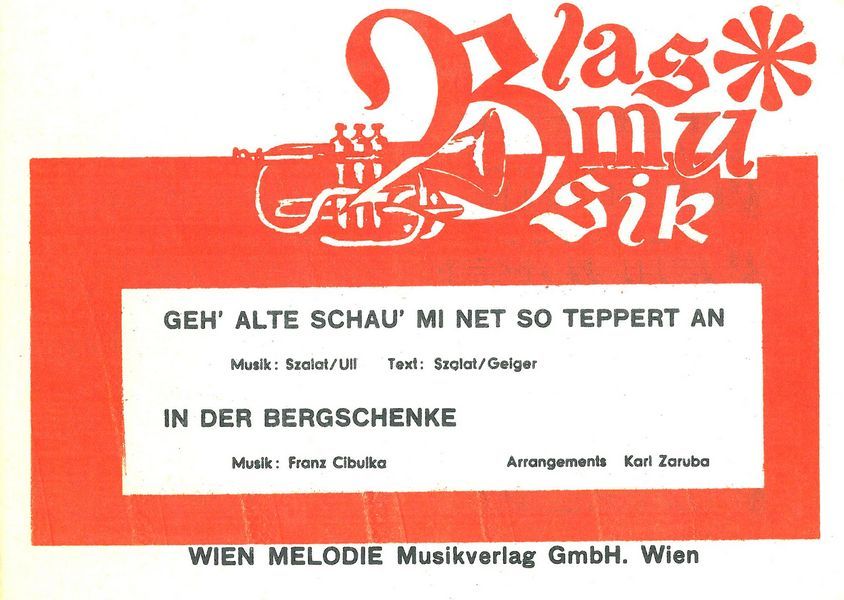 Blas
mu
sik
GEH' ALTE SCHAU' MI NET SO TEPPERT AN
Musik: Szalat/Ull Text: Szalat/Geiger
IN DER BERGSCHENKE
Musik: Franz Cibulka Arrangements Karl Zaruba
WIEN MELODIE Musikverlag GmbH. Wien